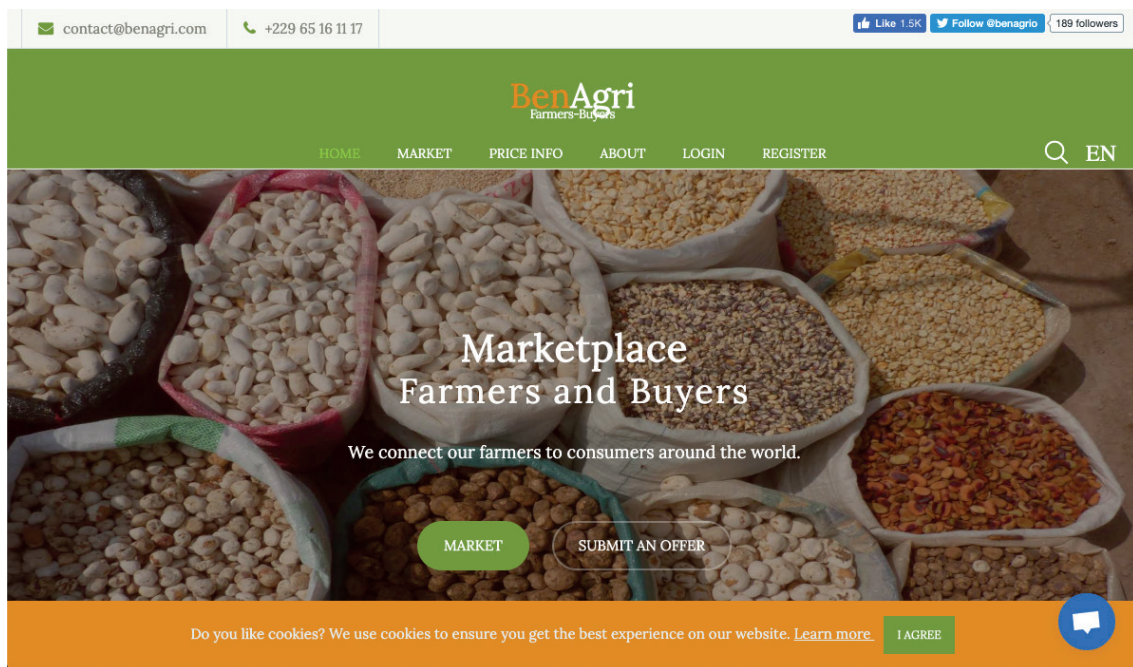 contact@benagri.com +229 65 16 11 17 Like 1.5K Follow @benagrio 189 followers
BenAgri
Farmers-Buyers
HOME MARKET PRICE INFO ABOUT LOGIN REGISTER EN
Marketplace
Farmers and Buyers
We connect our farmers to consumers around the world.
MARKET SUBMIT AN OFFER
Do you like cookies? We use cookies to ensure you get the best experience on our website. Learn more I AGREE